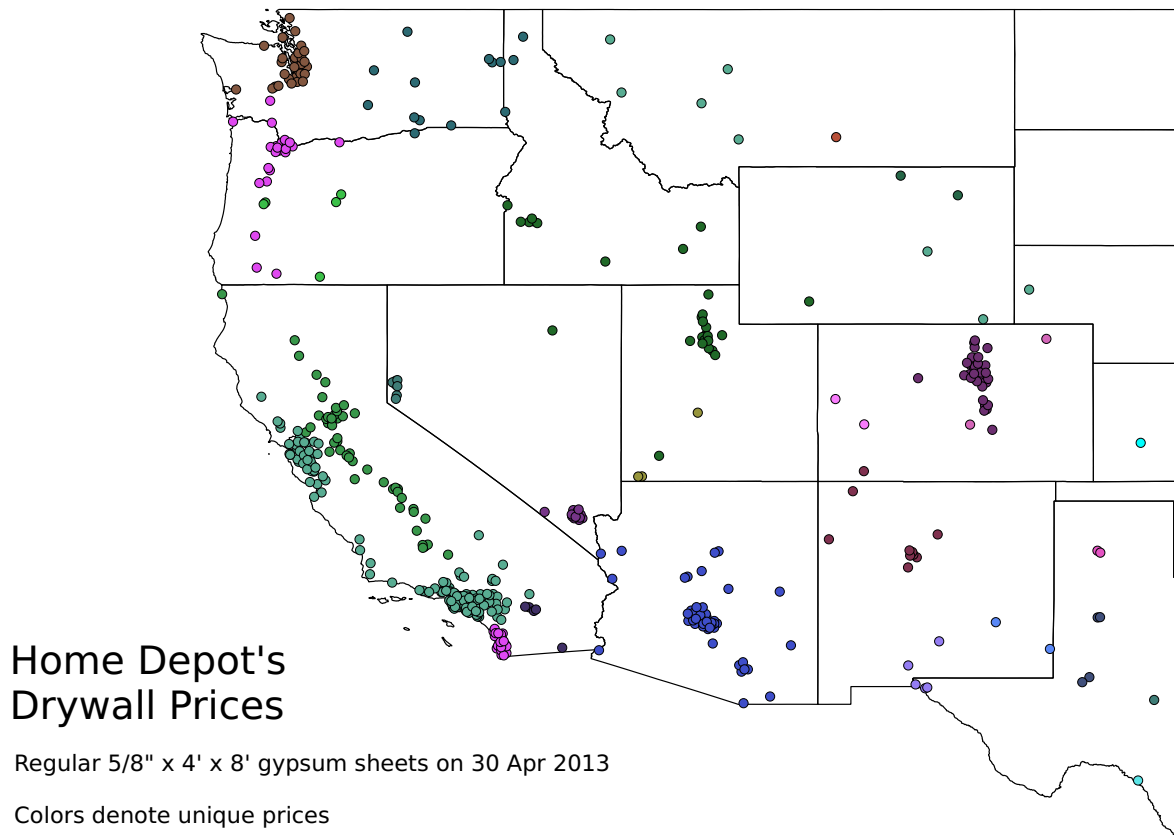 Home Depot's
Drywall Prices
Regular 5/8" x 4' x 8' gypsum sheets on 30 Apr 2013
Colors denote unique prices